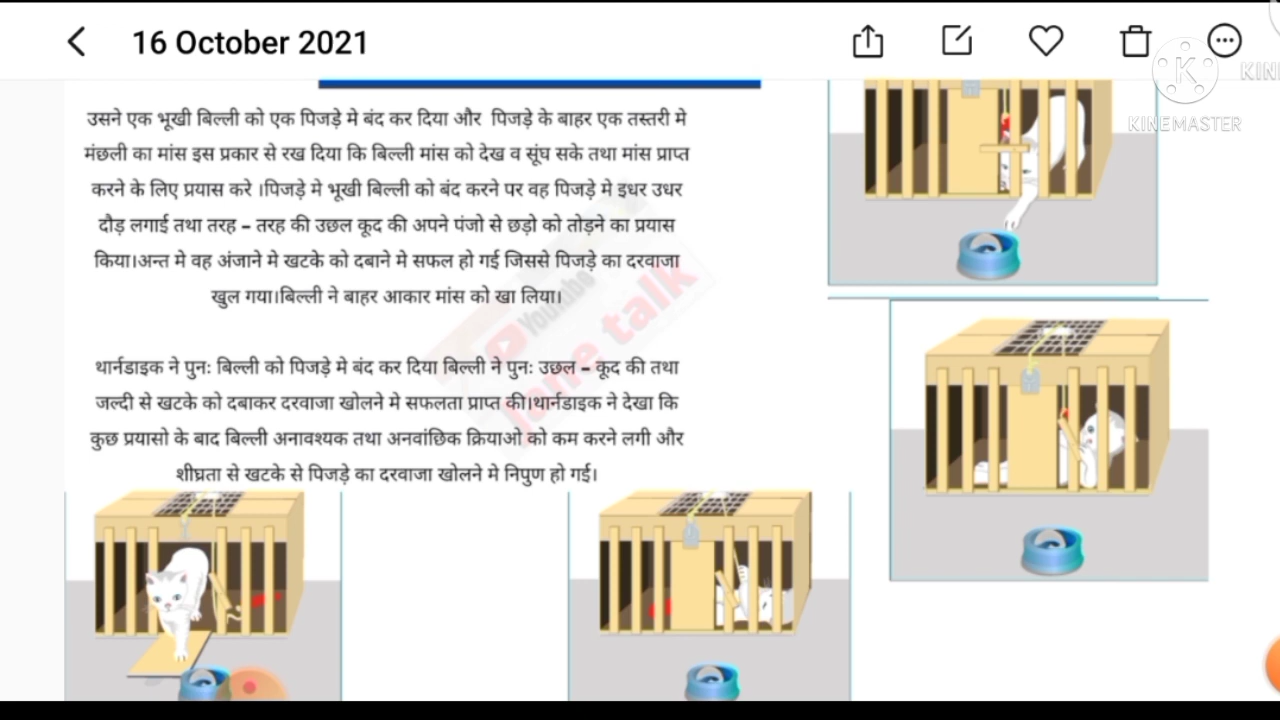 16 October 2021
KINEMASTER
उसने एक भूखी बिल्ली को एक पिजड़े मे बंद कर दिया और पिजड़े के बाहर एक तस्तरी मे
मंछली का मांस इस प्रकार से रख दिया कि बिल्ली मांस को देख व सूंघ सके तथा मांस प्राप्त
करने के लिए प्रयास करे ।पिजड़े मे भूखी बिल्ली को बंद करने पर वह पिजड़े मे इधर उधर
दौड़ लगाई तथा तरह – तरह की उछल कूद की अपने पंजो से छड़ो को तोड़ने का प्रयास
किया।अन्त मे वह अंजाने मे खटके को दबाने मे सफल हो गई जिससे पिजड़े का दरवाजा
खुल गया।बिल्ली ने बाहर आकार मांस को खा लिया।
Youtube
jane talk
थार्नडाइक ने पुनः बिल्ली को पिजड़े मे बंद कर दिया बिल्ली ने पुनः उछल – कूद की तथा
जल्दी से खटके को दबाकर दरवाजा खोलने मे सफलता प्राप्त की।थार्नडाइक ने देखा कि
कुछ प्रयासो के बाद बिल्ली अनावश्यक तथा अनवांछिक क्रियाओ को कम करने लगी और
शीघ्रता से खटके से पिजड़े का दरवाजा खोलने मे निपुण हो गई।